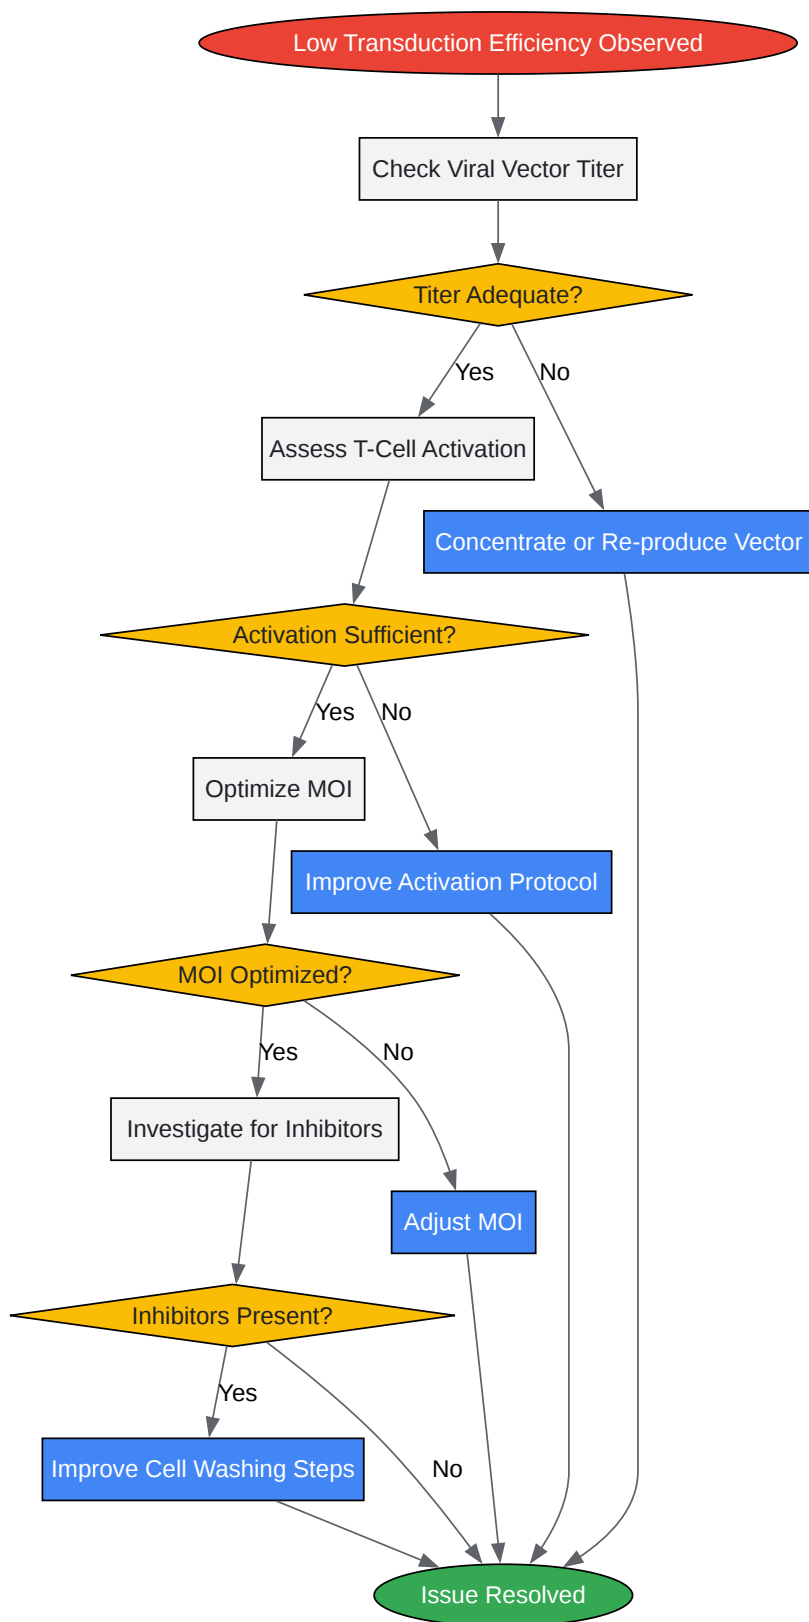 Low Transduction Efficiency Observed
Check Viral Vector Titer
Titer Adequate?
Yes
No
Assess T-Cell Activation
Concentrate or Re-produce Vector
Activation Sufficient?
Yes
No
Optimize MOI
Improve Activation Protocol
MOI Optimized?
Yes
No
Investigate for Inhibitors
Adjust MOI
Inhibitors Present?
Yes
No
Improve Cell Washing Steps
Issue Resolved